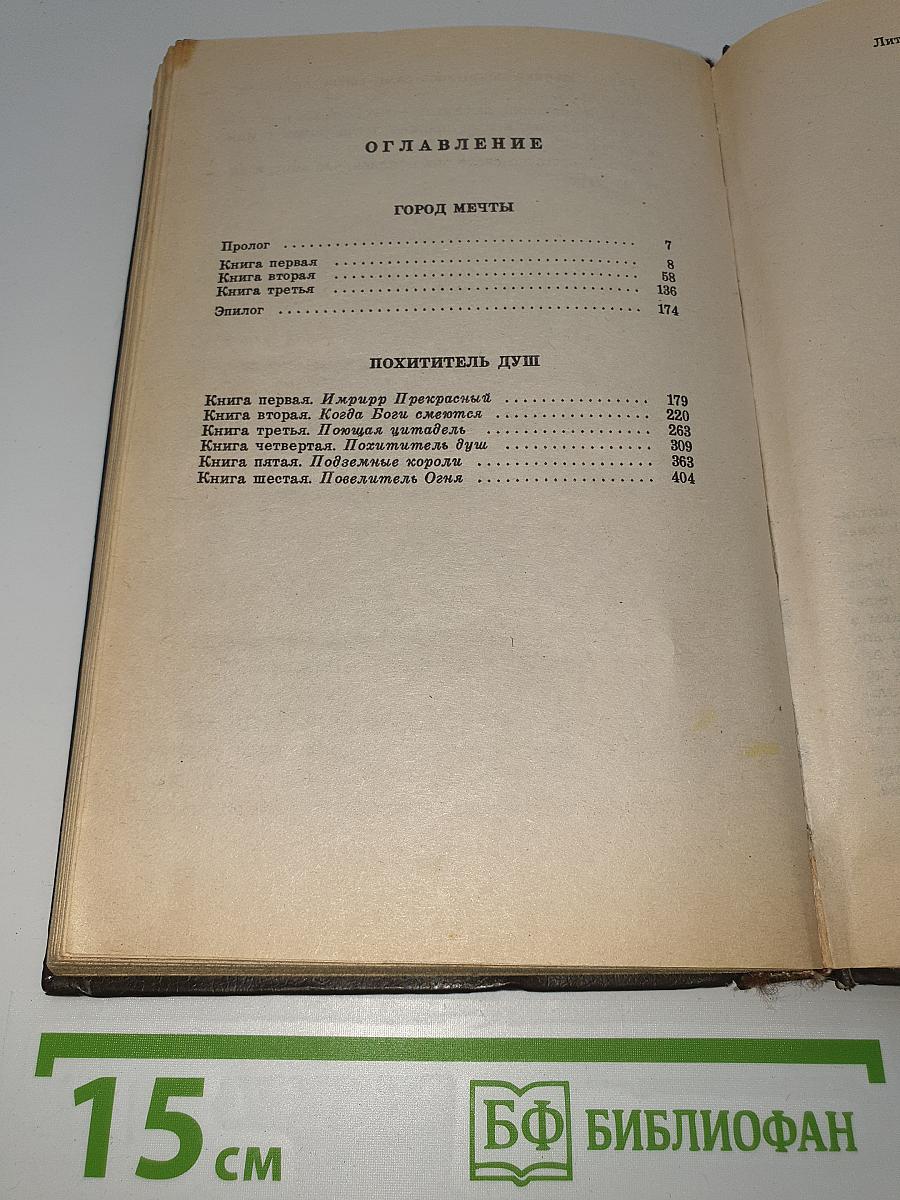 ОГЛАВЛЕНИЕ
ГОРОД МЕЧТЫ
Пролог . . . . . . . . . . . . . . . . . . . . 7
Книга первая . . . . . . . . . . . . . . . . . . . . 8
Книга вторая . . . . . . . . . . . . . . . . . . . . 58
Книга третья . . . . . . . . . . . . . . . . . . . . 136
Эпилог . . . . . . . . . . . . . . . . . . . . 174
ПОХИТИТЕЛЬ ДУШ
Книга первая. Имрирр Прекрасный . . . . . . . . . . 179
Книга вторая. Когда Боги смеются . . . . . . . . . . 220
Книга третья. Поющая цитадель . . . . . . . . . . 263
Книга четвертая. Похититель душ . . . . . . . . . . 309
Книга пятая. Подземные короли . . . . . . . . . . 363
Книга шестая. Повелитель Огня . . . . . . . . . . 404
Лит
15 см
БФ БИБЛИОФАН